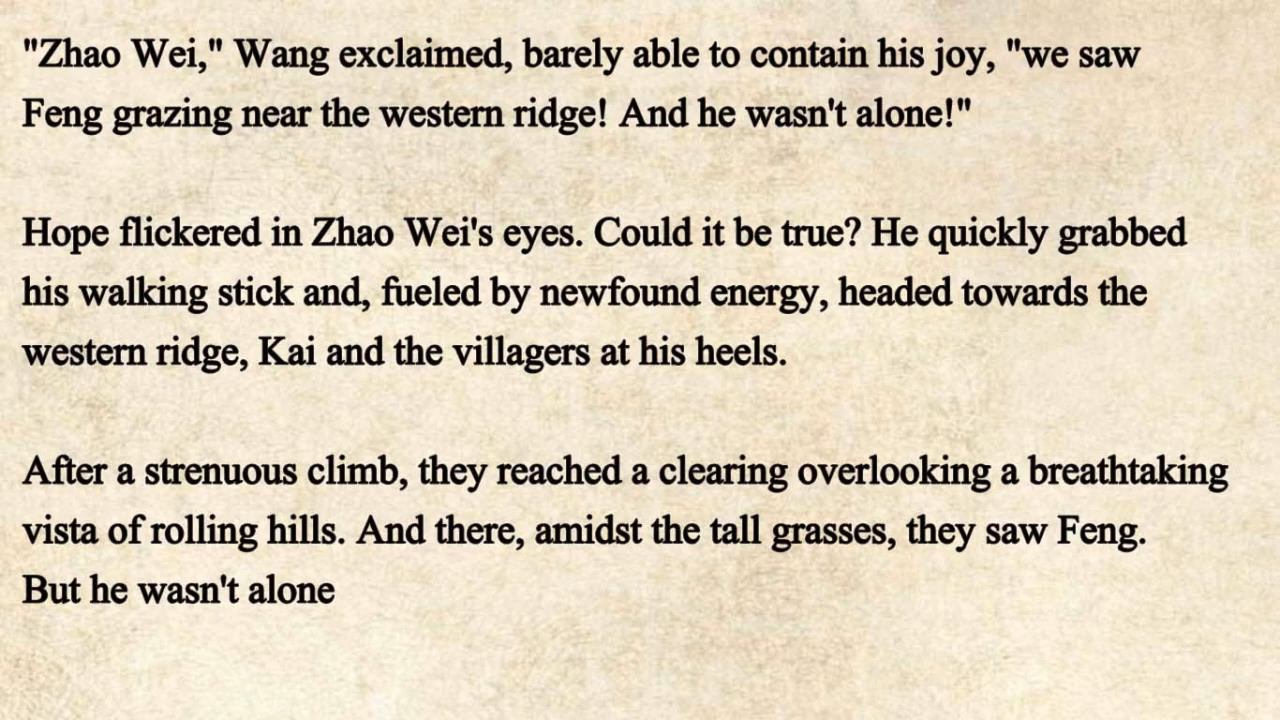 "Zhao Wei," Wang exclaimed, barely able to contain his joy, "we saw
Feng grazing near the western ridge! And he wasn't alone!"
Hope flickered in Zhao Wei's eyes. Could it be true? He quickly grabbed
his walking stick and, fueled by newfound energy, headed towards the
western ridge, Kai and the villagers at his heels.
After a strenuous climb, they reached a clearing overlooking a breathtaking
vista of rolling hills. And there, amidst the tall grasses, they saw Feng.
But he wasn't alone